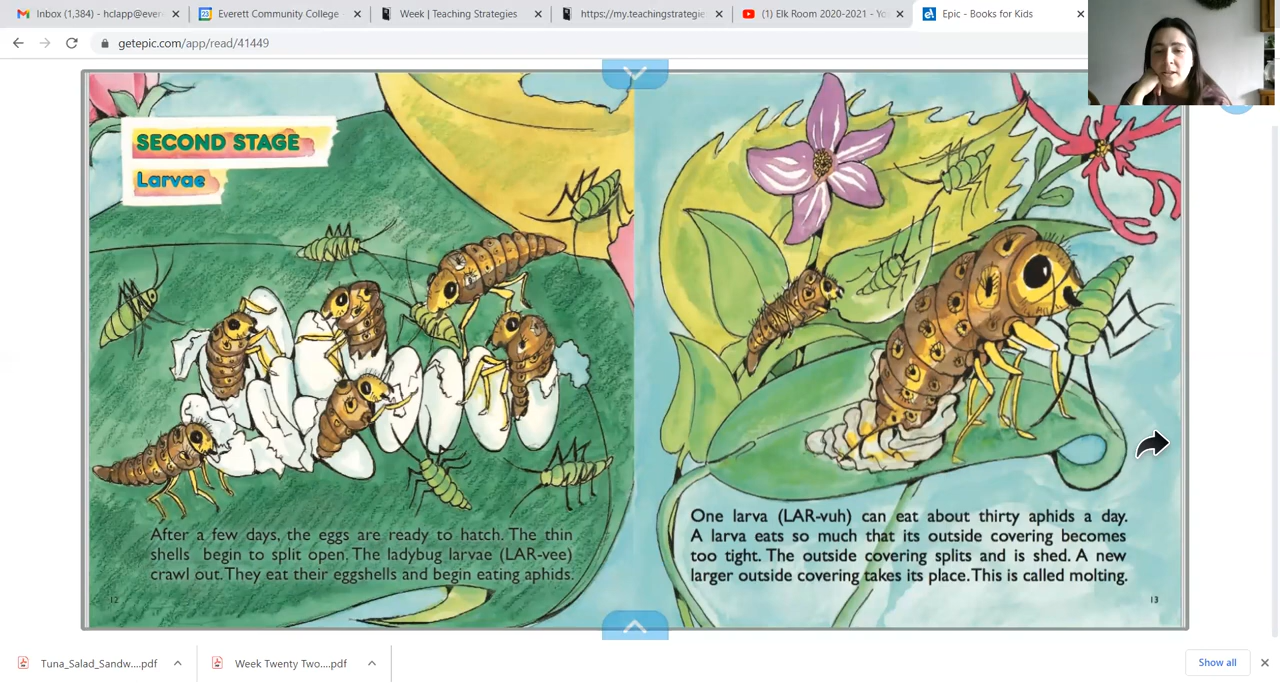 Inbox (1,384) - hclapp@ever
Everett Community College
Week | Teaching Strategies
https://my.teachingstrategie
(1) Elk Room 2020-2021 - Yo
Epic - Books for Kids
getepic.com/app/read/41449
SECOND STAGE
Larvae
After a few days, the eggs are ready to hatch. The thin
shells begin to split open. The ladybug larvae (LAR-vee)
crawl out. They eat their eggshells and begin eating aphids.
12
One larva (LAR-vuh) can eat about thirty aphids a day.
A larva eats so much that its outside covering becomes
too tight. The outside covering splits and is shed. A new
larger outside covering takes its place. This is called molting.
13
Tuna_Salad_Sandw....pdf
Week Twenty Two....pdf
Show all